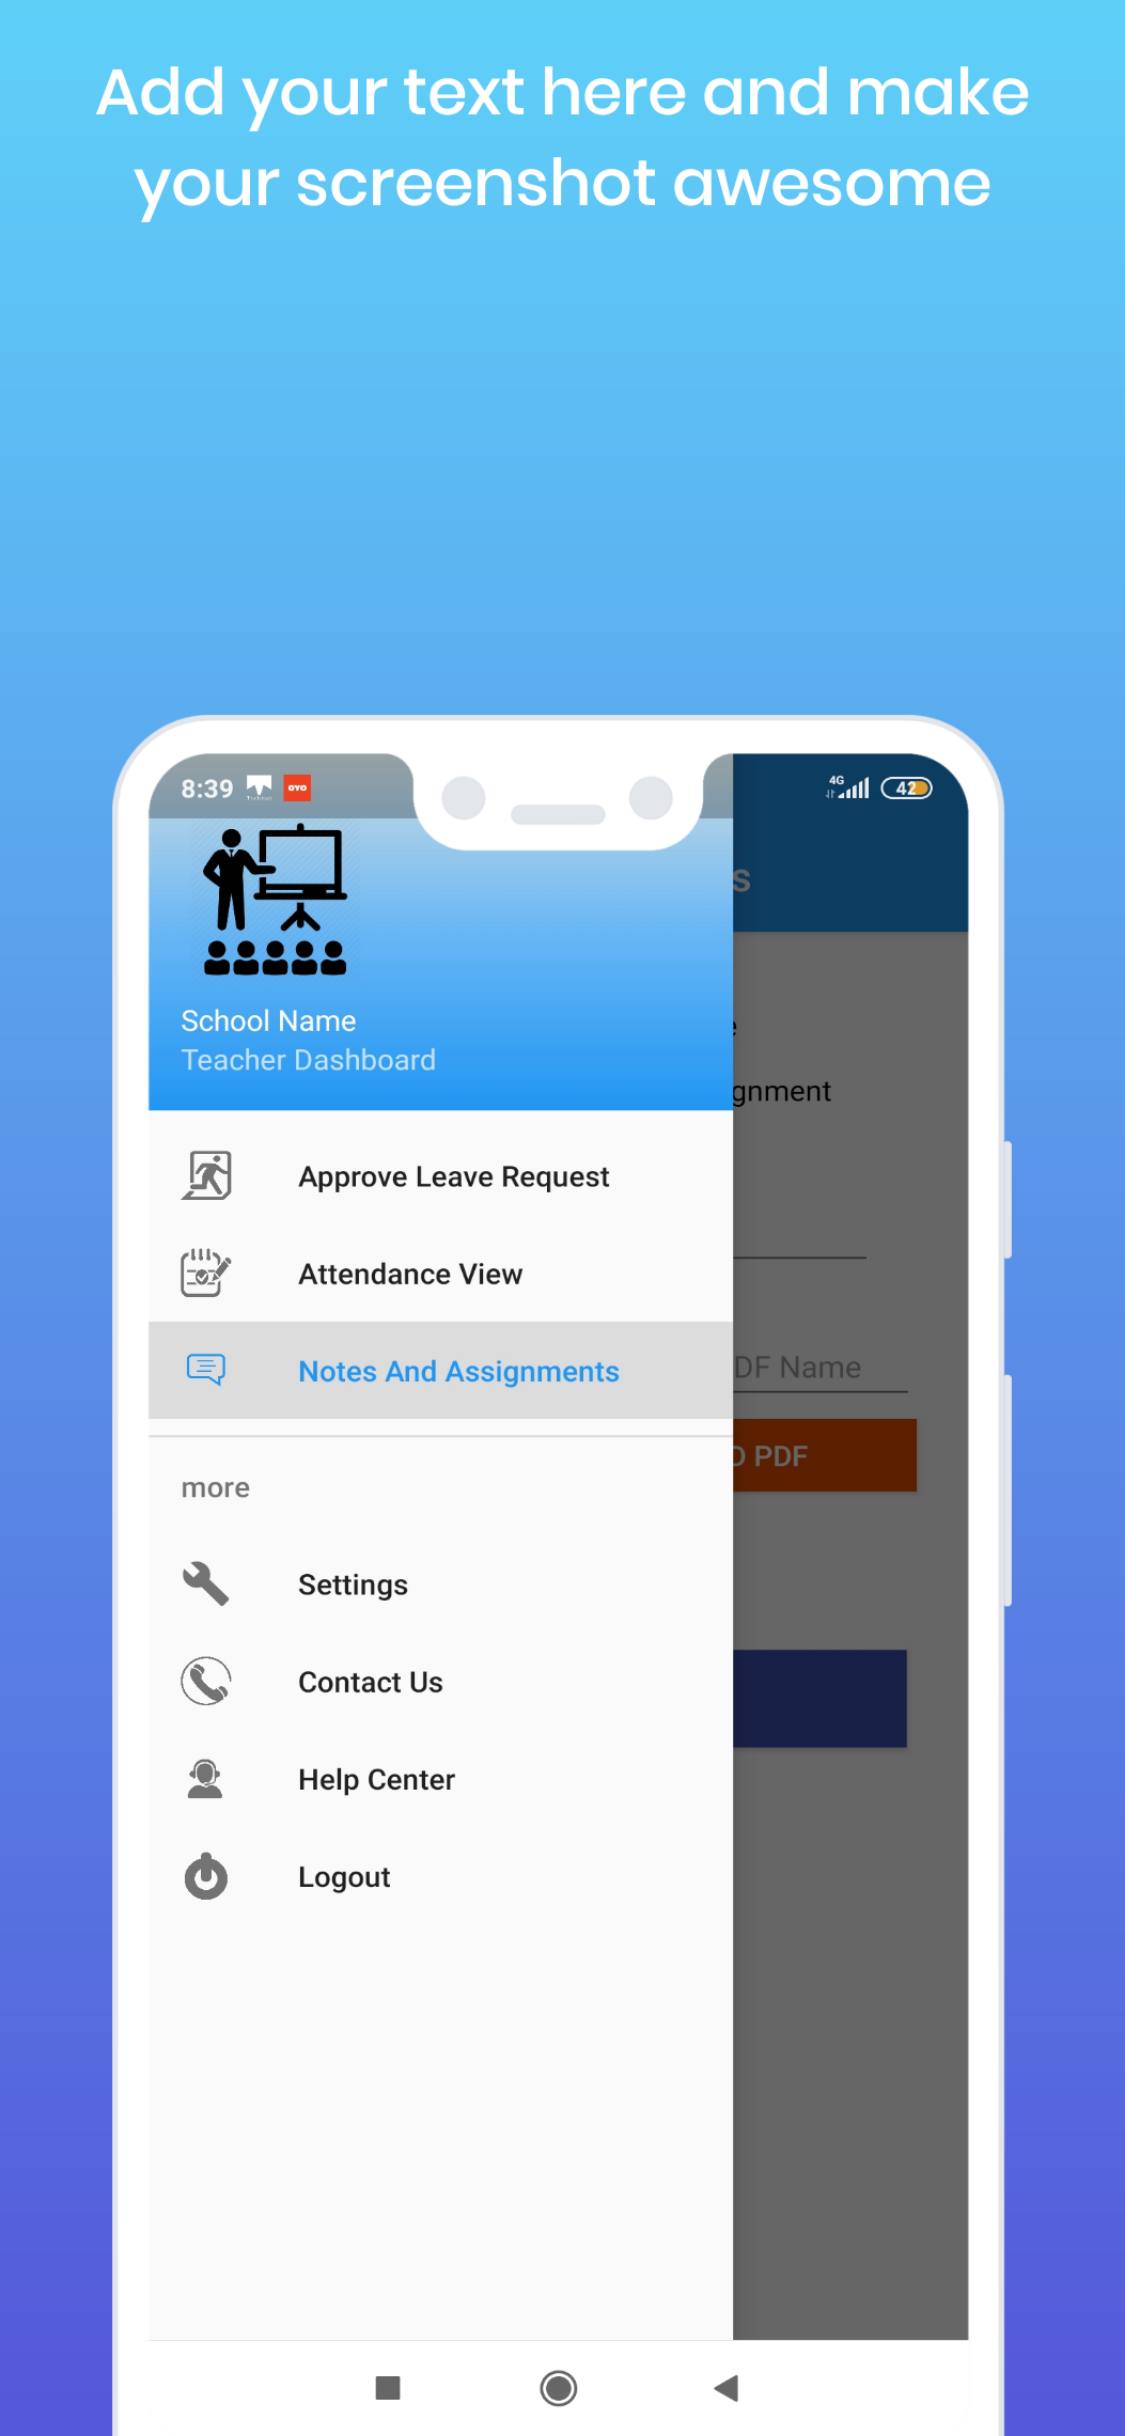 Add your text here and make
your screenshot awesome
8:39
OYO
4G
42
s
School Name
Teacher Dashboard
gnment
Approve Leave Request
Attendance View
Notes And Assignments
DF Name
PDF
more
Settings
Contact Us
Help Center
Logout